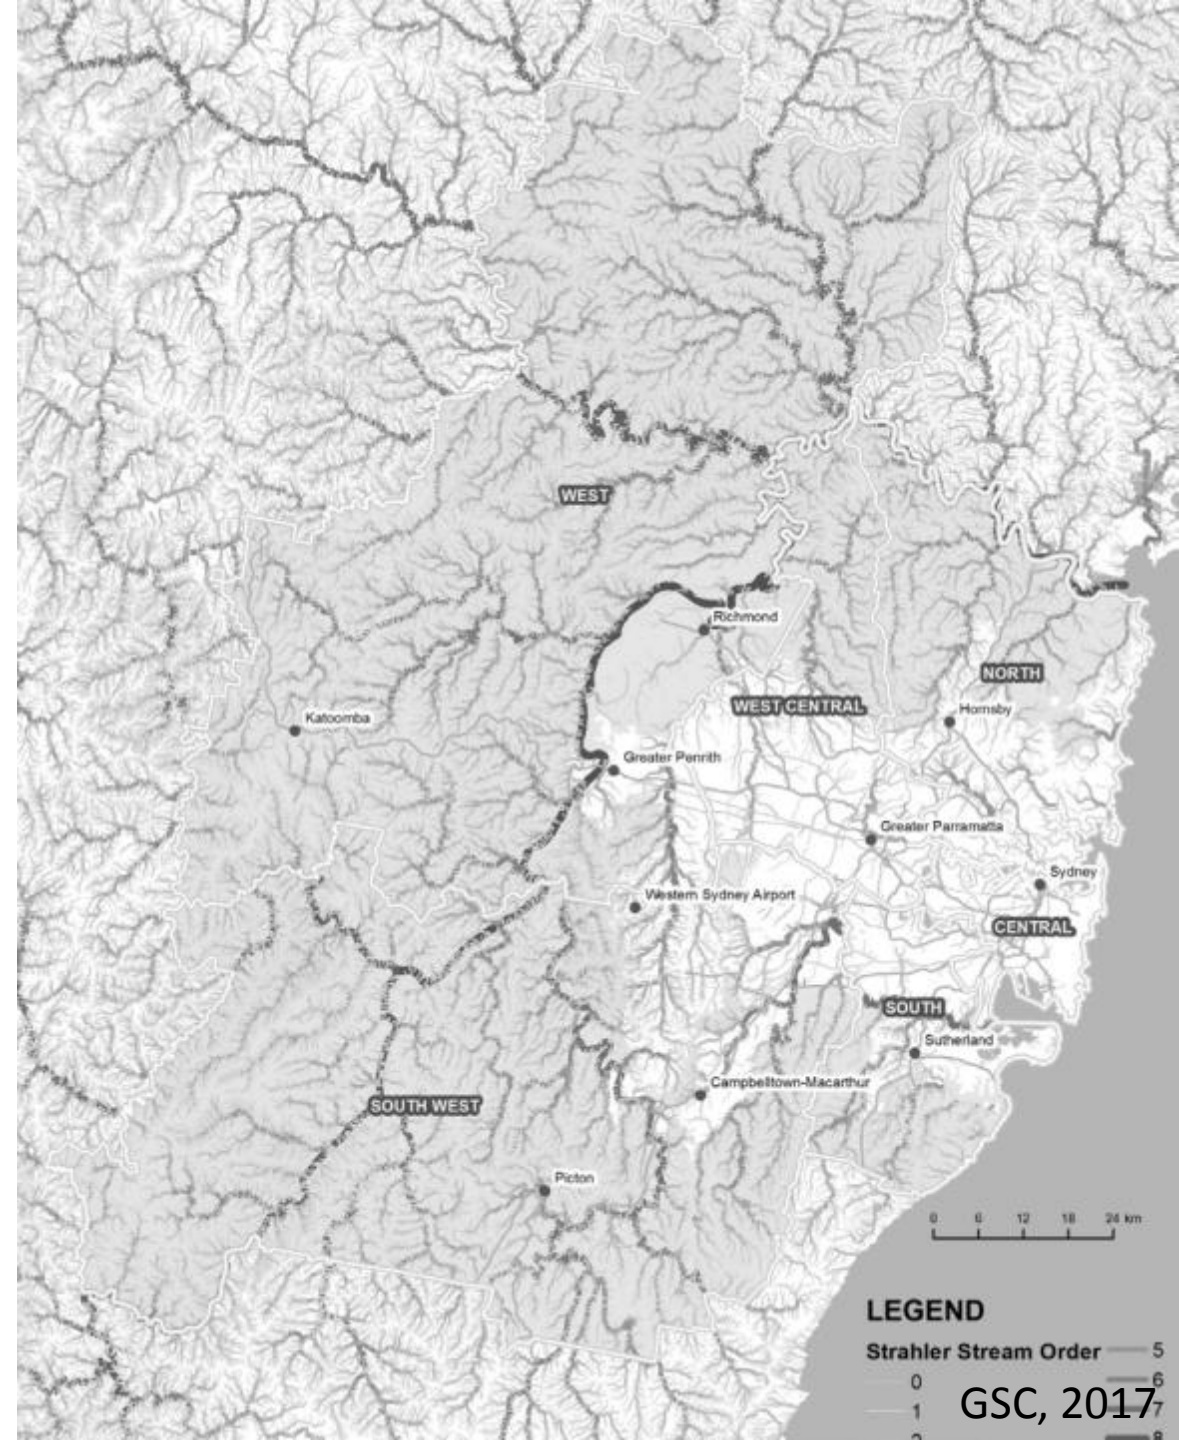 WEST
Richmond
NORTH
WEST CENTRAL
Hornsby
Katoomba
Greater Penrith
Greater Parramatta
Sydney
Western Sydney Airport
CENTRAL
SOUTH
Sutherland
Campbelltown-Macarthur
SOUTH WEST
Picton
0 6 12 18 24 km
LEGEND
Strahler Stream Order
5
0
6
1
7
GSC, 2017